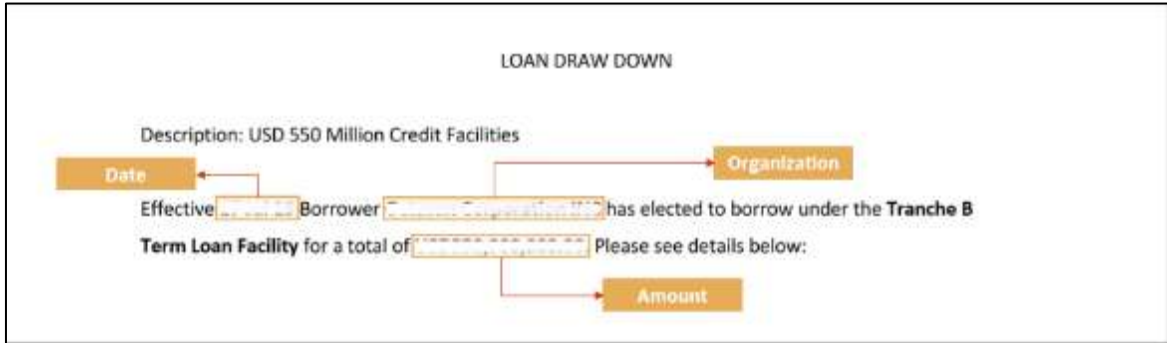 LOAN DRAW DOWN
Description: USD 550 Million Credit Facilities
Date
Organization
Effective Borrower has elected to borrow under the Tranche B
Term Loan Facility for a total of Please see details below:
Amount